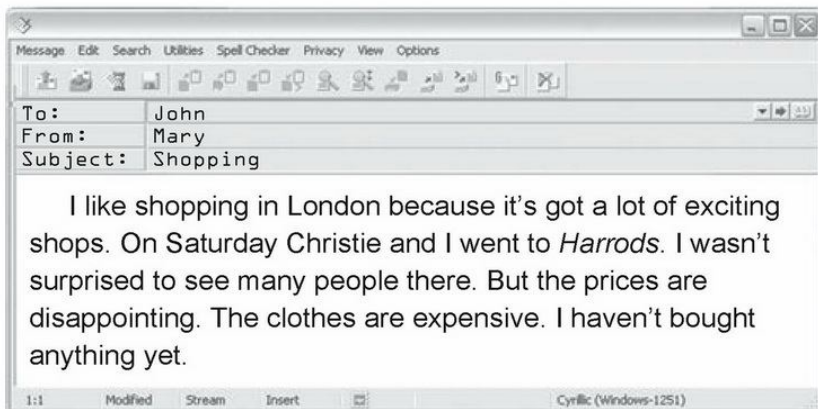 Message Edit Search Utilities Spell Checker Privacy View Options
To: John
From: Mary
Subject: Shopping
I like shopping in London because it's got a lot of exciting
shops. On Saturday Christie and I went to Harrods. I wasn't
surprised to see many people there. But the prices are
disappointing. The clothes are expensive. I haven't bought
anything yet.
1:1 Modified Stream Insert Cyrillic (Windows-1251)